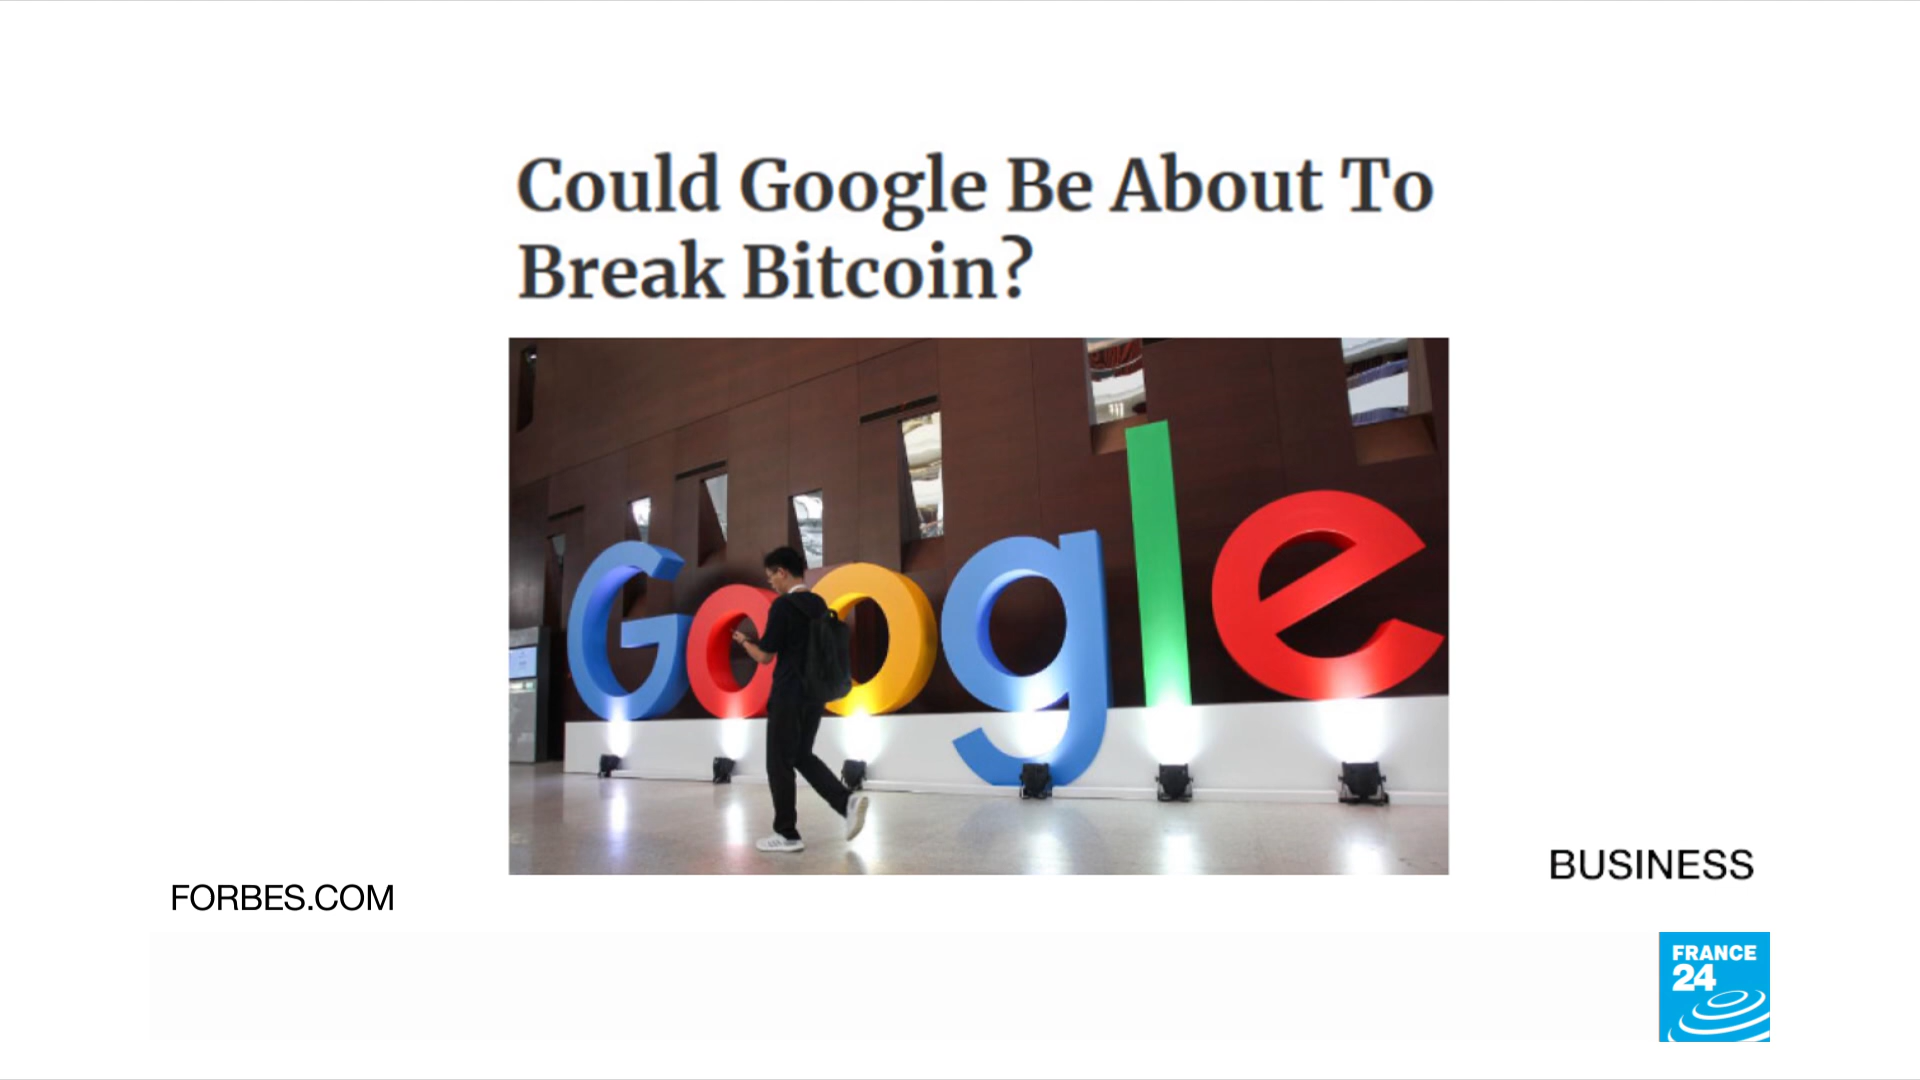 Could Google Be About To
Break Bitcoin?
Google
BUSINESS
FORBES.COM
FRANCE
24